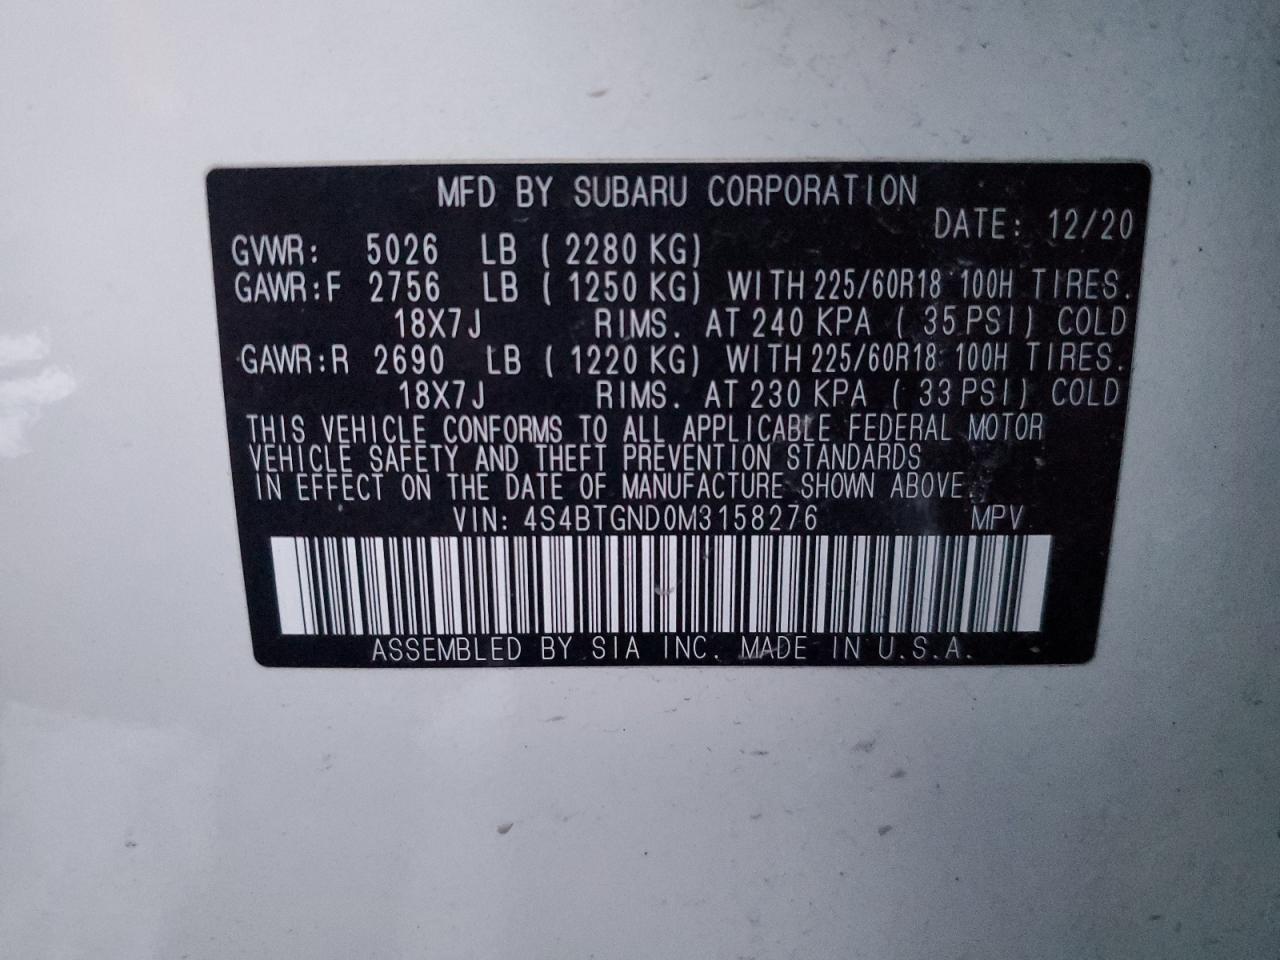 MFD BY SUBARU CORPORATION
DATE: 12/20
GVWR: 5026 LB ( 2280 KG)
GAWR:F 2756 LB ( 1250 KG) WITH 225/60R18 100H TIRES.
18X7J RIMS. AT 240 KPA ( 35 PSI) COLD
GAWR:R 2690 LB ( 1220 KG) WITH 225/60R18 100H TIRES.
18X7J RIMS. AT 230 KPA ( 33 PSI) COLD
THIS VEHICLE CONFORMS TO ALL APPLICABLE FEDERAL MOTOR
VEHICLE SAFETY AND THEFT PREVENTION STANDARDS
IN EFFECT ON THE DATE OF MANUFACTURE SHOWN ABOVE.
VIN: 4S4BTGND0M3158276 MPV
ASSEMBLED BY SIA INC. MADE IN U.S.A.